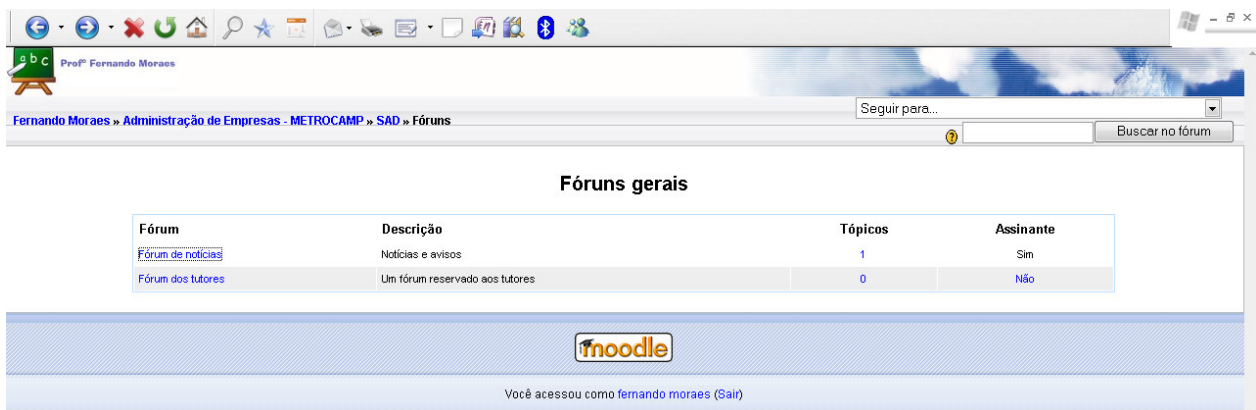 abc
Profº Fernando Moraes
Fernando Moraes » Administração de Empresas - METROCAMP » SAD » Fóruns
Seguir para...
Buscar no fórum
Fóruns gerais
Fórum Descrição Tópicos Assinante
Fórum de notícias Notícias e avisos 1 Sim
Fórum dos tutores Um fórum reservado aos tutores 0 Não
moodle
Você acessou como fernando moraes (Sair)